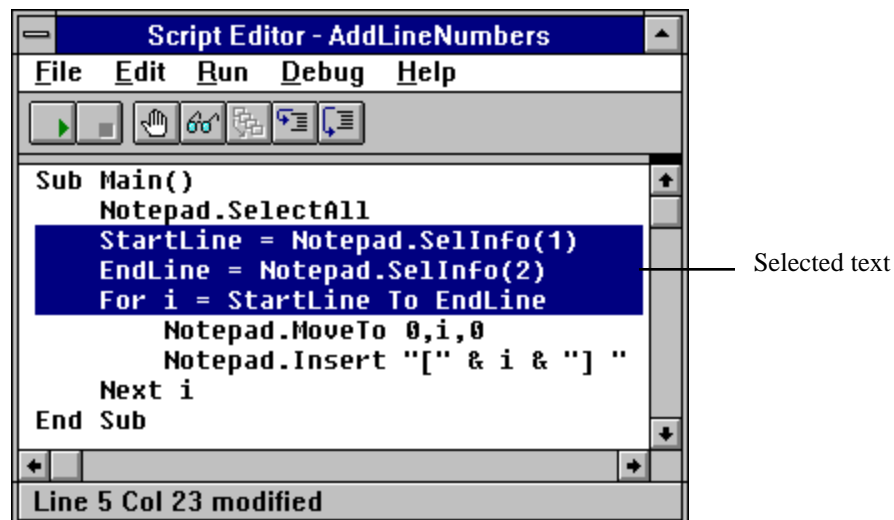 Script Editor - AddLineNumbers
File Edit Run Debug Help
Sub Main()
    Notepad.SelectAll
    StartLine = Notepad.SelInfo(1)
    EndLine = Notepad.SelInfo(2)
    For i = StartLine To EndLine
        Notepad.MoveTo 0,i,0
        Notepad.Insert "[" & i & "] "
    Next i
End Sub
Selected text
Line 5 Col 23 modified